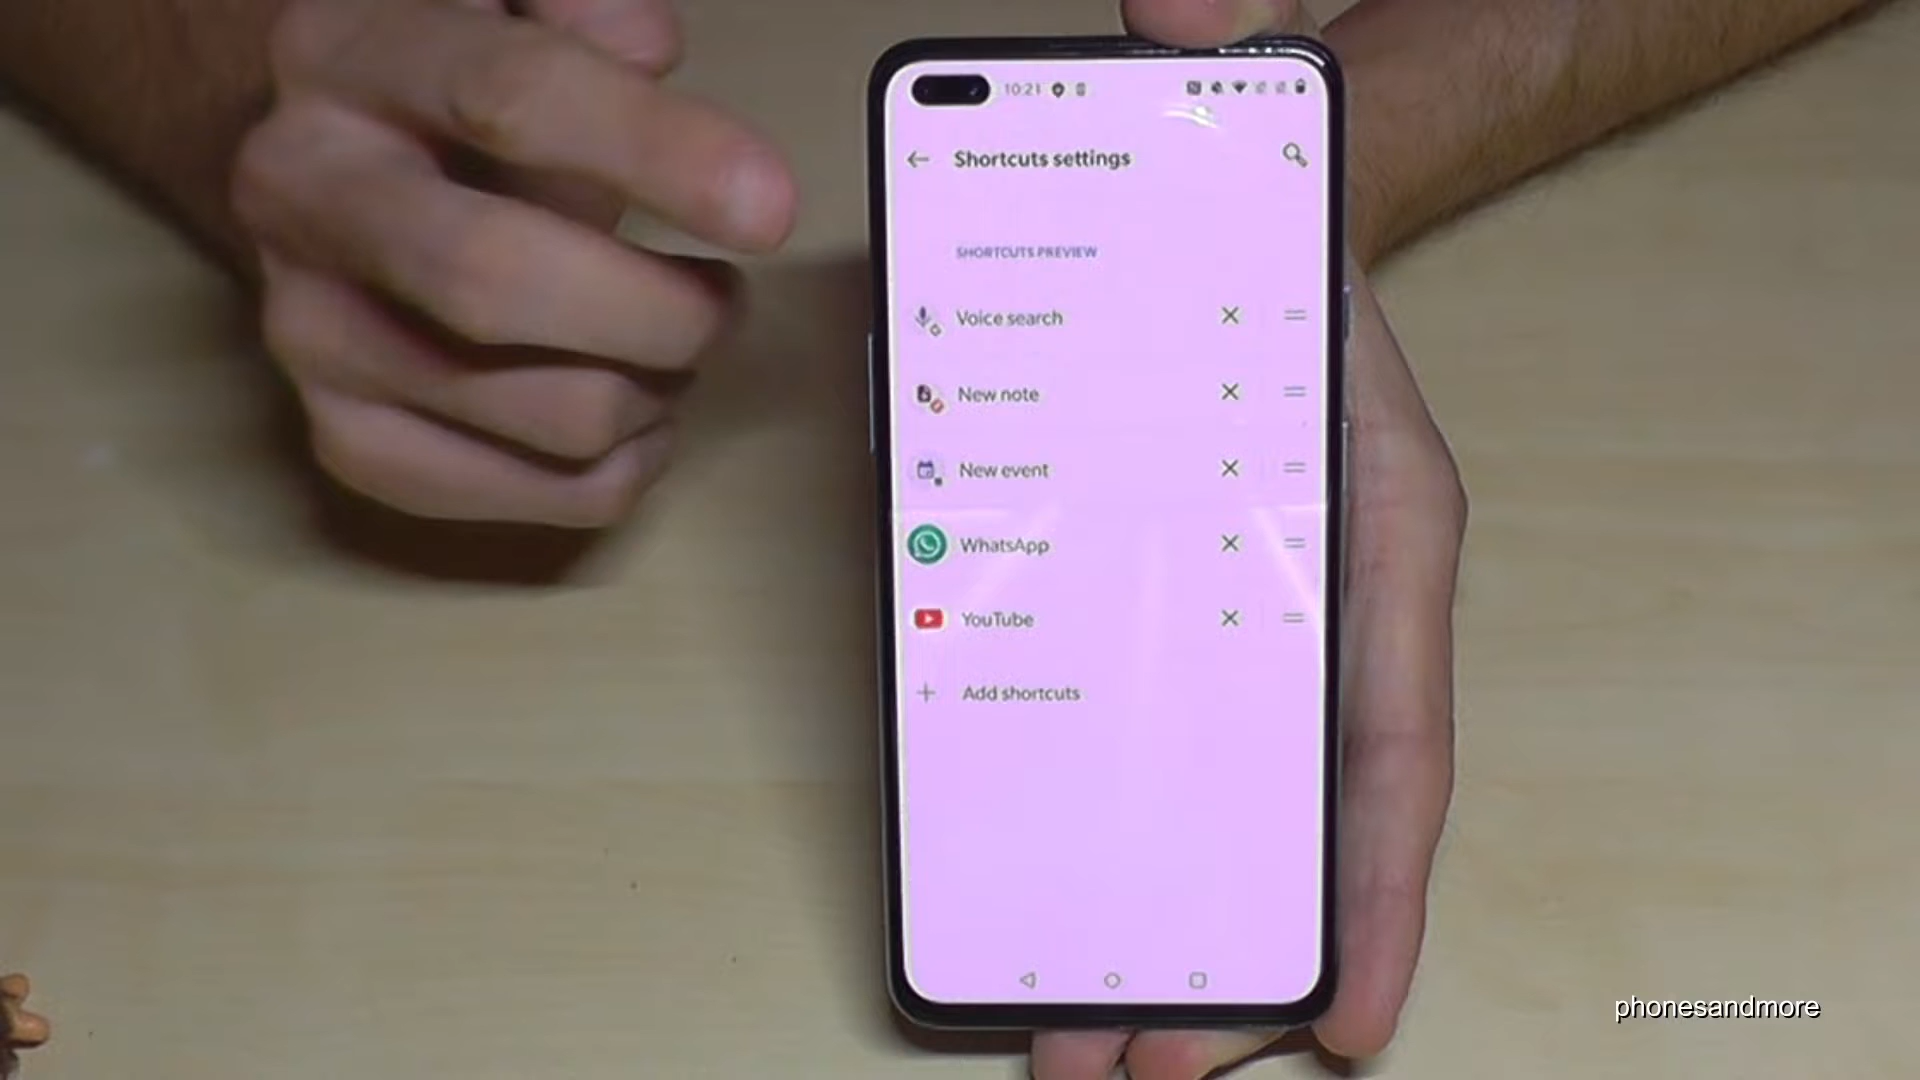 10:21
Shortcuts settings
SHORTCUTS PREVIEW
Voice search
New note
New event
WhatsApp
YouTube
Add shortcuts
phonesandmore